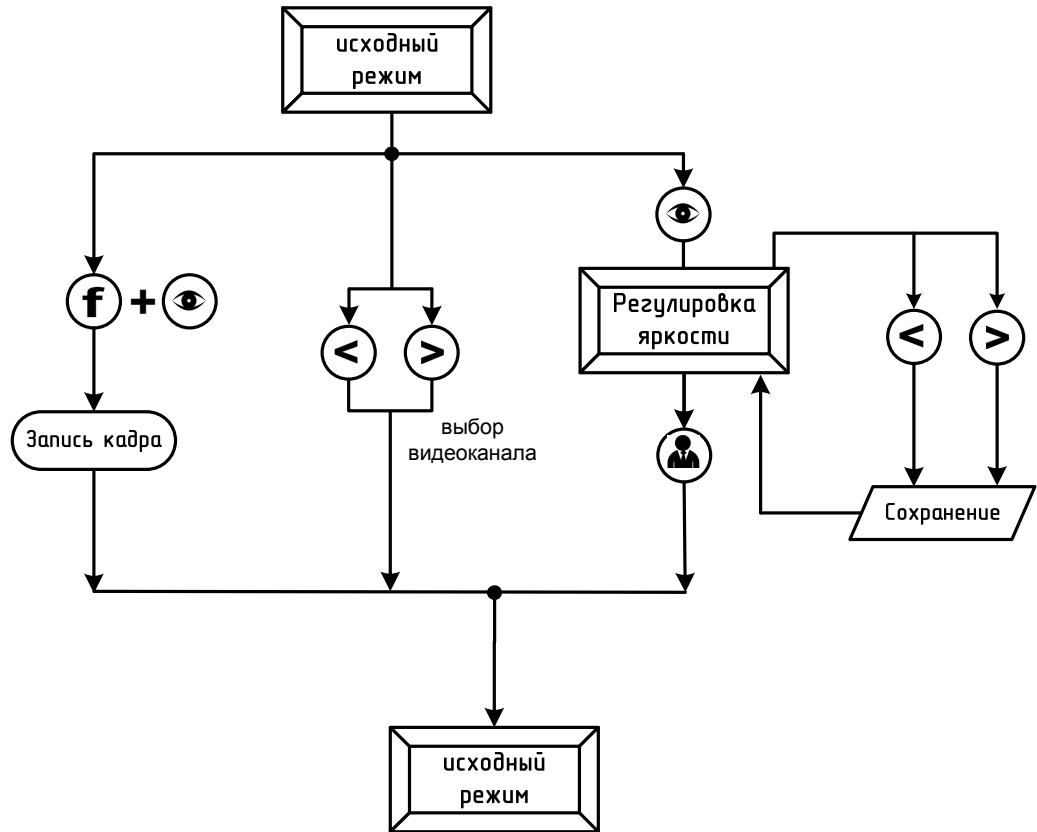 исходный
режим
f +
< >
выбор
видеоканала
Запись кадра
Регулировка
яркости
< >
Сохранение
исходный
режим